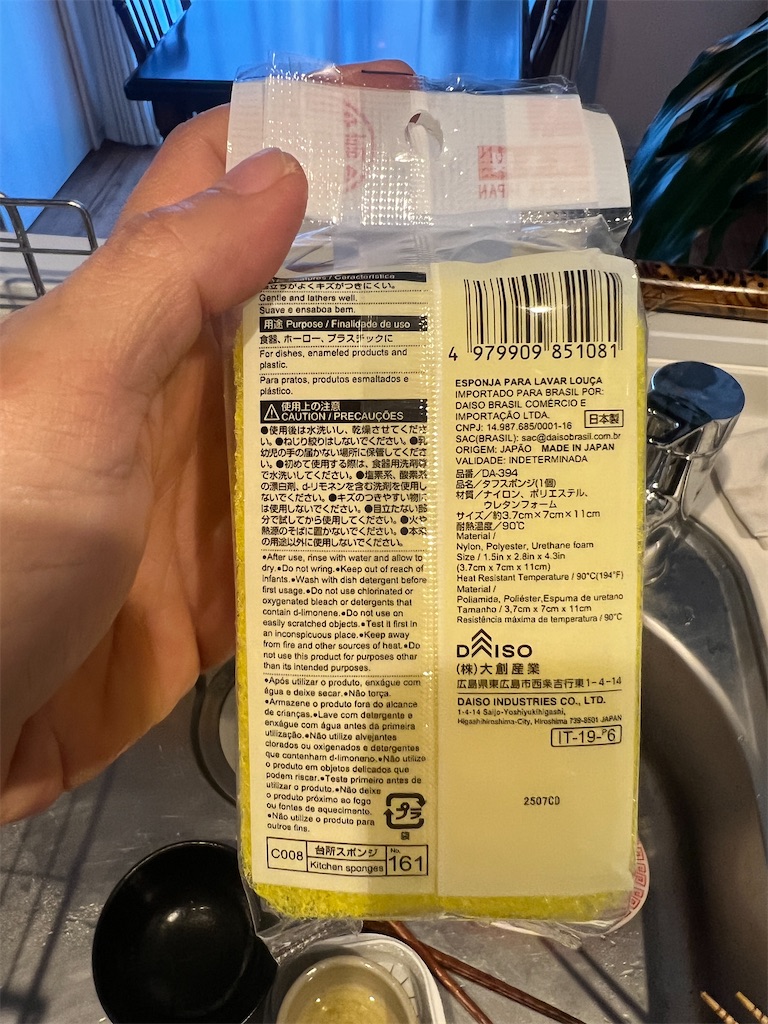 Característica
立ちがよくキズがつきにくい。
Gentle and lathers well.
Suave e ensaboa bem.
用途 Purpose / Finalidade de uso
食器、ホーロー、プラスチックに
For dishes, enameled products and
plastic.
Para pratos, produtos esmaltados e
plástico.
使用上の注意
CAUTION / PRECAUÇÕES
●使用後は水洗いし、乾燥させてくださ
い。●ねじり絞りはしないでください。●乳
幼児の手の届かない場所に保管してくださ
い。●初めて使用する際は、食器用洗剤
で水洗いしてください。●塩素系、酸素系
の漂白剤、d-リモネンを含む洗剤を使用し
ないでください。●キズのつきやすい物に
は使用しないでください。●目立たない部
分で試してから使用してください。●火や
熱源のそばに置かないでください。●本来
の用途以外に使用しないでください。
●After use, rinse with water and allow to
dry.●Do not wring.●Keep out of reach of
infants.●Wash with dish detergent before
first usage.●Do not use chlorinated or
oxygenated bleach or detergents that
contain d-limonene.●Do not use on
easily scratched objects.●Test it first in
an inconspicuous place.●Keep away
from fire and other sources of heat.●Do
not use this product for purposes other
than its intended purposes.
●Após utilizar o produto, enxágue com
água e deixe secar.●Não torça.
●Armazene o produto fora do alcance
de crianças.●Lave com detergente e
enxágue com água antes da primeira
utilização.●Não utilize alvejantes
clorados ou oxigenados e detergentes
que contenham d-limoneno.●Não utilize
o produto em objetos delicados que
podem riscar.●Teste primeiro antes de
utilizar o produto.●Não deixe
o produto próximo ao fogo
ou fontes de aquecimento.
●Não utilize o produto para
outros fins.
プラ
袋
C008 台所スポンジ No.
Kitchen sponges 161
4 979909 851081
ESPONJA PARA LAVAR LOUÇA
IMPORTADO PARA BRASIL POR:
DAISO BRASIL COMÉRCIO E
IMPORTAÇÃO LTDA. 日本製
CNPJ: 14.987.685/0001-16
SAC(BRASIL): sac@daisobrasil.com.br
ORIGEM: JAPÃO MADE IN JAPAN
VALIDADE: INDETERMINADA
品番／DA-394
品名／タフスポンジ(1個)
材質／ナイロン、ポリエステル、
ウレタンフォーム
サイズ／約3.7cm×7cm×11cm
耐熱温度／90℃
Material /
Nylon, Polyester, Urethane foam
Size / 1.5in x 2.8in x 4.3in
(3.7cm x 7cm x 11cm)
Heat Resistant Temperature / 90℃(194°F)
Material /
Poliamida, Poliéster,Espuma de uretano
Tamanho / 3,7cm x 7cm x 11cm
Resistência máxima de temperatura / 90℃
DAISO
(株)大創産業
広島県東広島市西条吉行東1-4-14
DAISO INDUSTRIES CO., LTD.
1-4-14 Saijo-Yoshiyukihigashi,
Higashihiroshima-City, Hiroshima 739-8501 JAPAN
IT-19-P6
2507CD